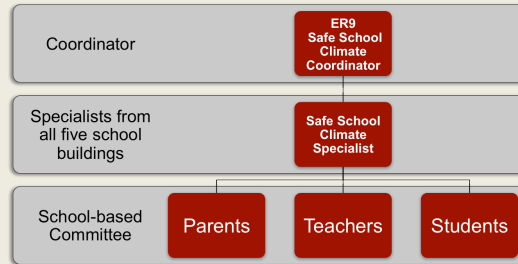 Coordinator
ER9
Safe School
Climate
Coordinator
Specialists from
all five school
buildings
Safe School
Climate
Specialist
School-based
Committee
Parents
Teachers
Students